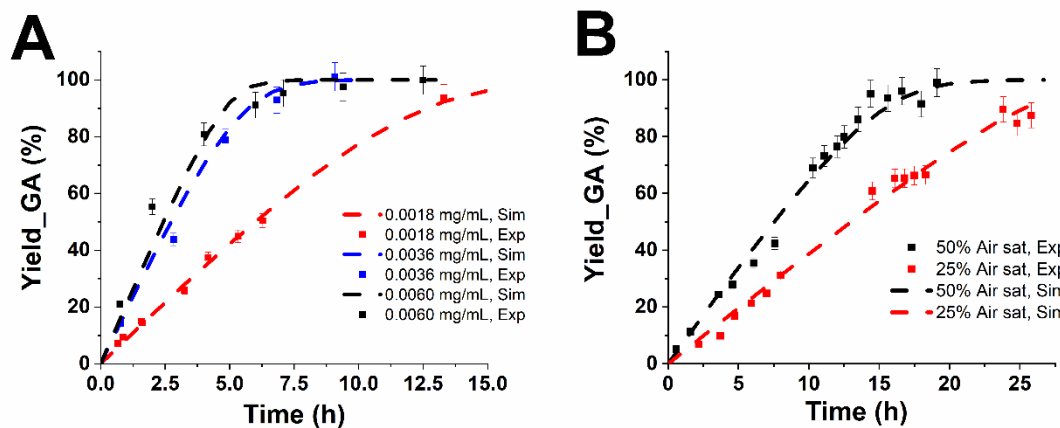 A
Yield_GA (%)
100
80
60
40
20
0
0.0 2.5 5.0 7.5 10.0 12.5 15.0
Time (h)
0.0018 mg/mL, Sim
0.0018 mg/mL, Exp
0.0036 mg/mL, Sim
0.0036 mg/mL, Exp
0.0060 mg/mL, Sim
0.0060 mg/mL, Exp
B
Yield_GA (%)
100
80
60
40
20
0
0 5 10 15 20 25
Time (h)
50% Air sat, Exp
25% Air sat, Exp
50% Air sat, Sim
25% Air sat, Sim